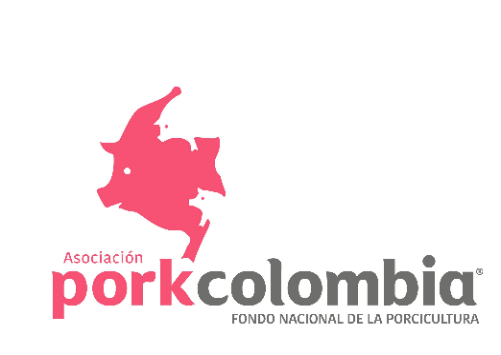 Asociación
porkcolombia®
FONDO NACIONAL DE LA PORCICULTURA